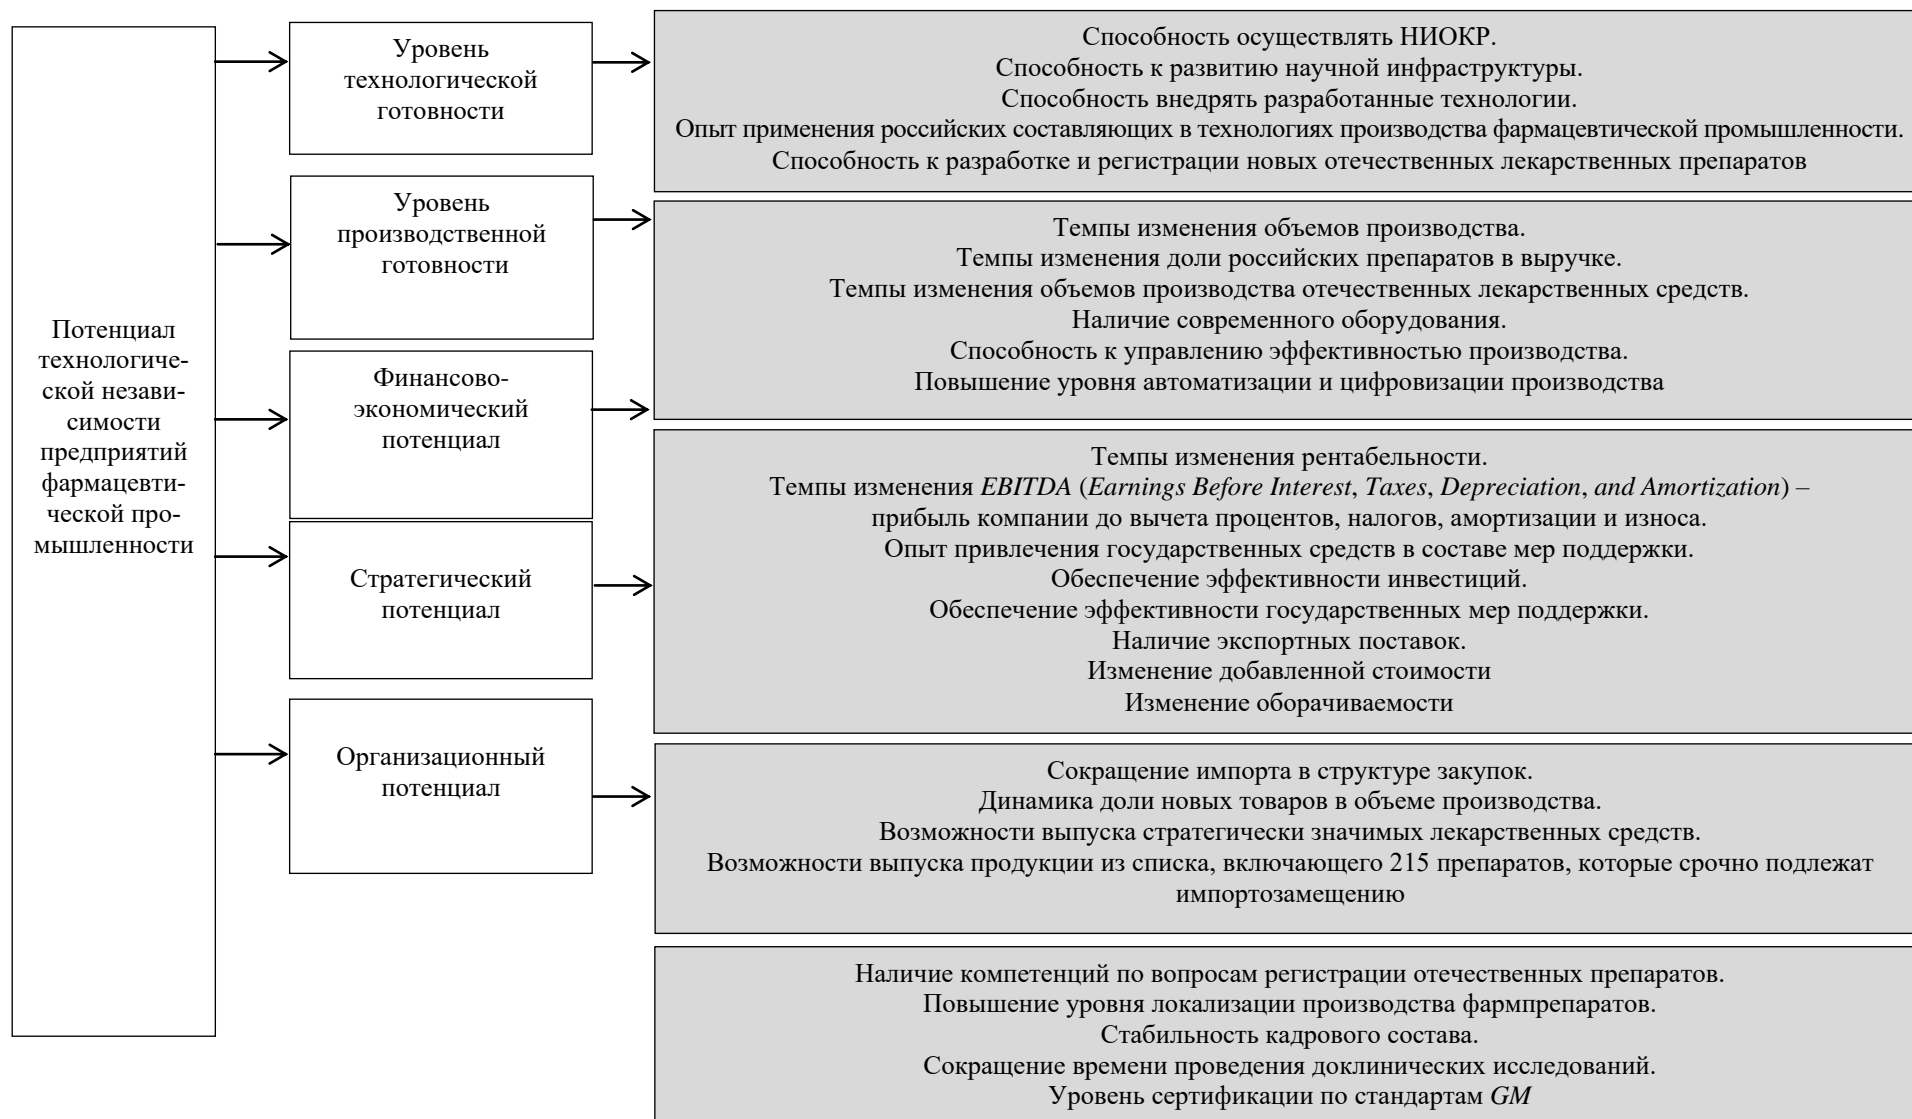 Потенциал
технологиче-
ской незави-
симости
предприятий
фармацевти-
ческой про-
мышленности
Уровень
технологической
готовности
Способность осуществлять НИОКР.
Способность к развитию научной инфраструктуры.
Способность внедрять разработанные технологии.
Опыт применения российских составляющих в технологиях производства фармацевтической промышленности.
Способность к разработке и регистрации новых отечественных лекарственных препаратов
Уровень
производственной
готовности
Темпы изменения объемов производства.
Темпы изменения доли российских препаратов в выручке.
Темпы изменения объемов производства отечественных лекарственных средств.
Наличие современного оборудования.
Способность к управлению эффективностью производства.
Повышение уровня автоматизации и цифровизации производства
Финансово-
экономический
потенциал
Темпы изменения рентабельности.
Темпы изменения EBITDA (Earnings Before Interest, Taxes, Depreciation, and Amortization) –
прибыль компании до вычета процентов, налогов, амортизации и износа.
Опыт привлечения государственных средств в составе мер поддержки.
Обеспечение эффективности инвестиций.
Обеспечение эффективности государственных мер поддержки.
Наличие экспортных поставок.
Изменение добавленной стоимости
Изменение оборачиваемости
Стратегический
потенциал
Сокращение импорта в структуре закупок.
Динамика доли новых товаров в объеме производства.
Возможности выпуска стратегически значимых лекарственных средств.
Возможности выпуска продукции из списка, включающего 215 препаратов, которые срочно подлежат
импортозамещению
Организационный
потенциал
Наличие компетенций по вопросам регистрации отечественных препаратов.
Повышение уровня локализации производства фармпрепаратов.
Стабильность кадрового состава.
Сокращение времени проведения доклинических исследований.
Уровень сертификации по стандартам GM